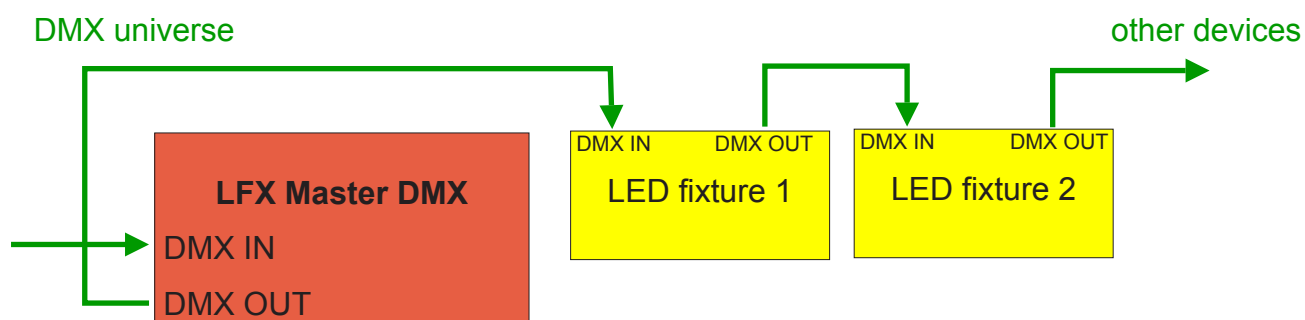 DMX universe
other devices
LFX Master DMX
DMX IN
DMX OUT
DMX IN
DMX OUT
LED fixture 1
DMX IN
DMX OUT
LED fixture 2